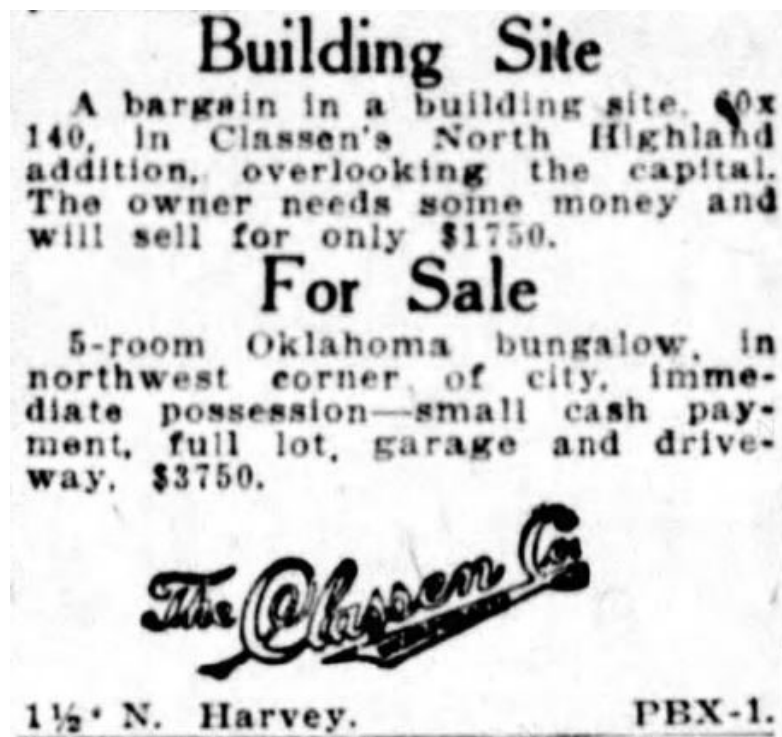 Building Site
A bargain in a building site, 60x
140, in Classen's North Highland
addition, overlooking the capital.
The owner needs some money and
will sell for only $1750.
For Sale
5-room Oklahoma bungalow, in
northwest corner of city, imme-
diate possession—small cash pay-
ment, full lot, garage and drive-
way, $3750.
The Classen Co
1½ N. Harvey. PBX-1.